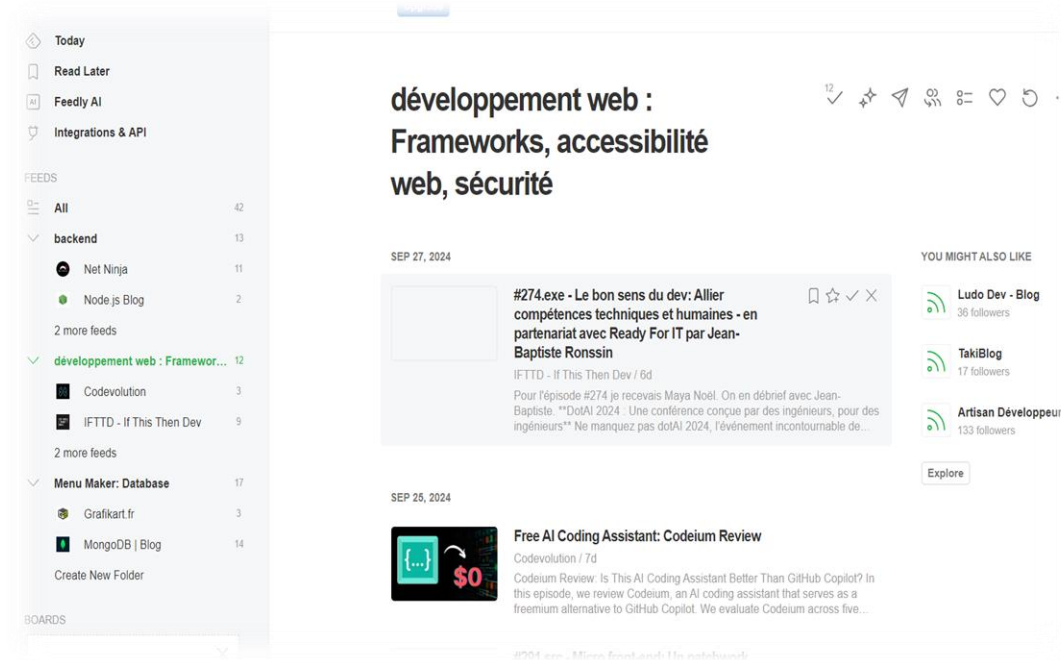 Today
Read Later
AI
Feedly AI
Integrations & API
FEEDS
All 42
backend 13
Net Ninja 11
Node.js Blog 2
2 more feeds
développement web : Framewor... 12
Codevolution 3
IFTTD - If This Then Dev 9
2 more feeds
Menu Maker: Database 17
Grafikart.fr 3
MongoDB | Blog 14
Create New Folder
BOARDS
développement web :
Frameworks, accessibilité
web, sécurité
12
SEP 27, 2024
#274.exe - Le bon sens du dev: Allier
compétences techniques et humaines - en
partenariat avec Ready For IT par Jean-
Baptiste Ronssin
IFTTD - If This Then Dev / 6d
Pour l'épisode #274 je recevais Maya Noël. On en débrief avec Jean-
Baptiste. **DotAI 2024 : Une conférence conçue par des ingénieurs, pour des
ingénieurs** Ne manquez pas dotAI 2024, l'événement incontournable de...
SEP 25, 2024
{...} $0
Free AI Coding Assistant: Codeium Review
Codevolution / 7d
Codeium Review: Is This AI Coding Assistant Better Than GitHub Copilot? In
this episode, we review Codeium, an AI coding assistant that serves as a
freemium alternative to GitHub Copilot. We evaluate Codeium across five...
#281.src - Micro front-end: Un patchwork
YOU MIGHT ALSO LIKE
Ludo Dev - Blog
36 followers
TakiBlog
17 followers
Artisan Développeur
133 followers
Explore